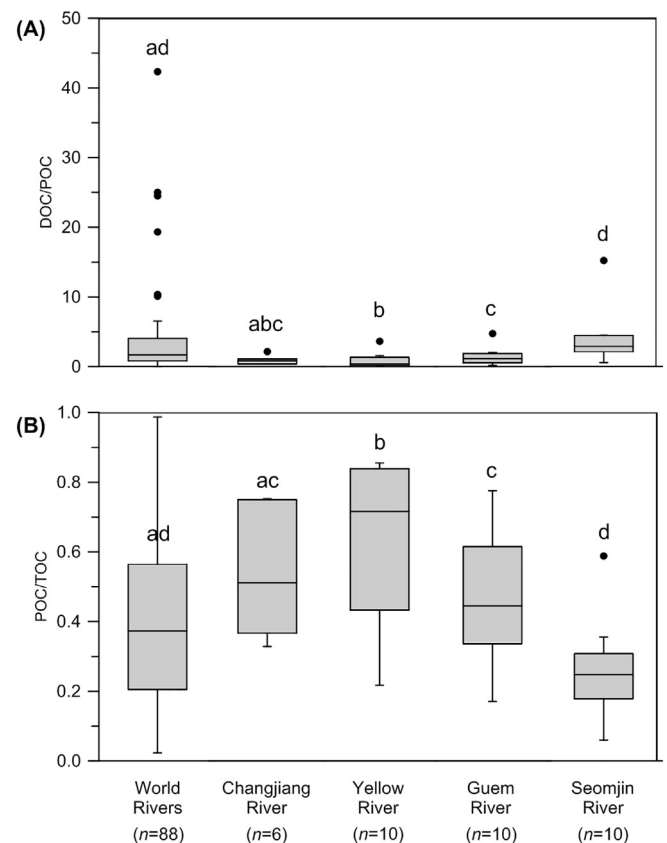 (A)
50
40
30
20
10
0
DOC/POC
ad
abc
b
c
d
(B)
1.0
0.8
0.6
0.4
0.2
0.0
POC/TOC
ad
ac
b
c
d
World
Rivers
(n=88)
Changjiang
River
(n=6)
Yellow
River
(n=10)
Guem
River
(n=10)
Seomjin
River
(n=10)